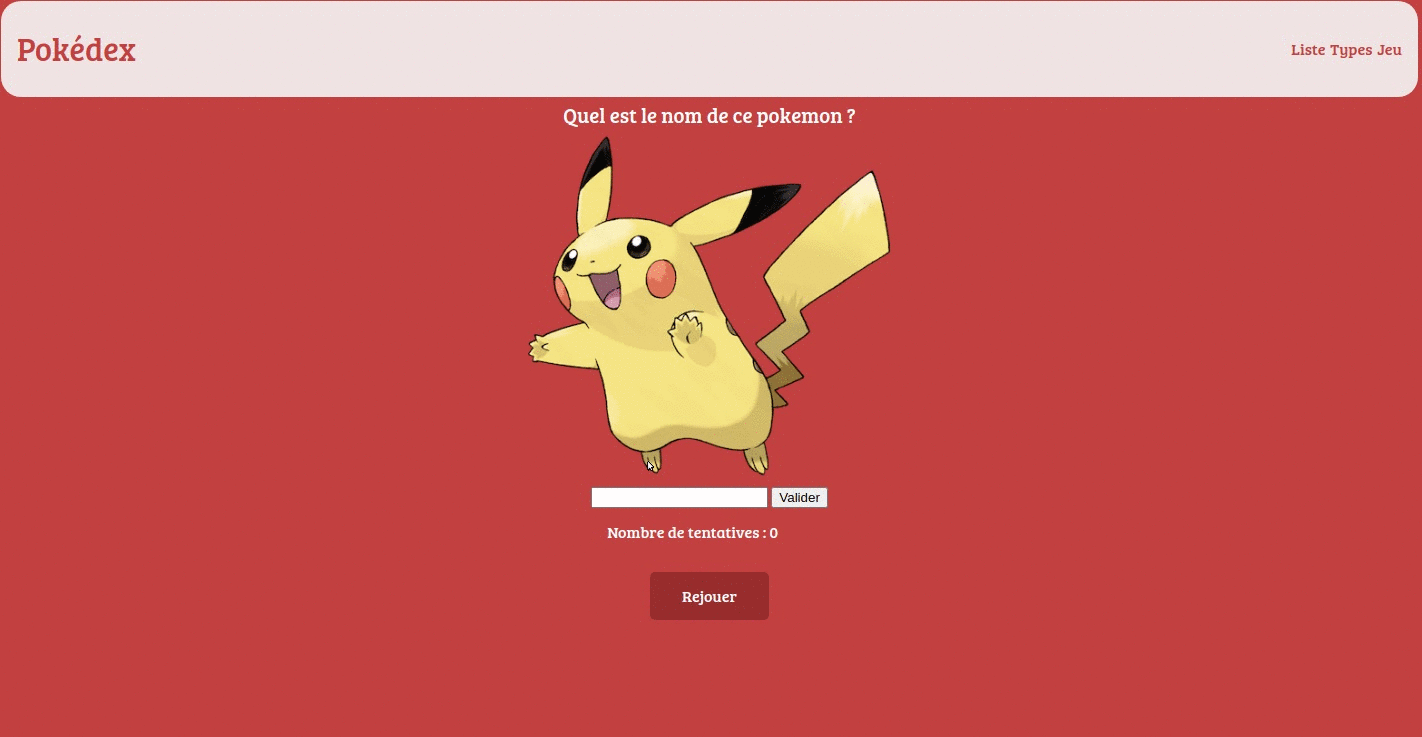 Pokédex
Liste Types Jeu
Quel est le nom de ce pokemon ?
Valider
Nombre de tentatives : 0
Rejouer